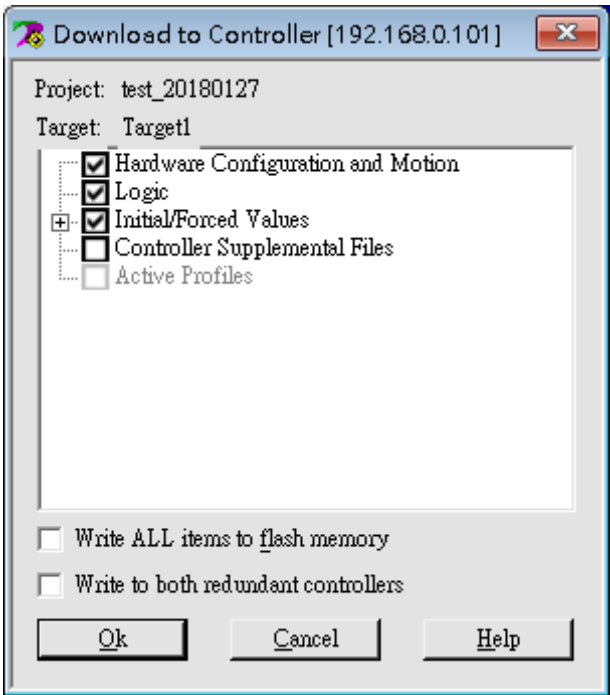 Download to Controller [192.168.0.101]
Project: test_20180127
Target: Target1
Hardware Configuration and Motion
Logic
Initial/Forced Values
Controller Supplemental Files
Active Profiles
Write ALL items to flash memory
Write to both redundant controllers
Ok Cancel Help